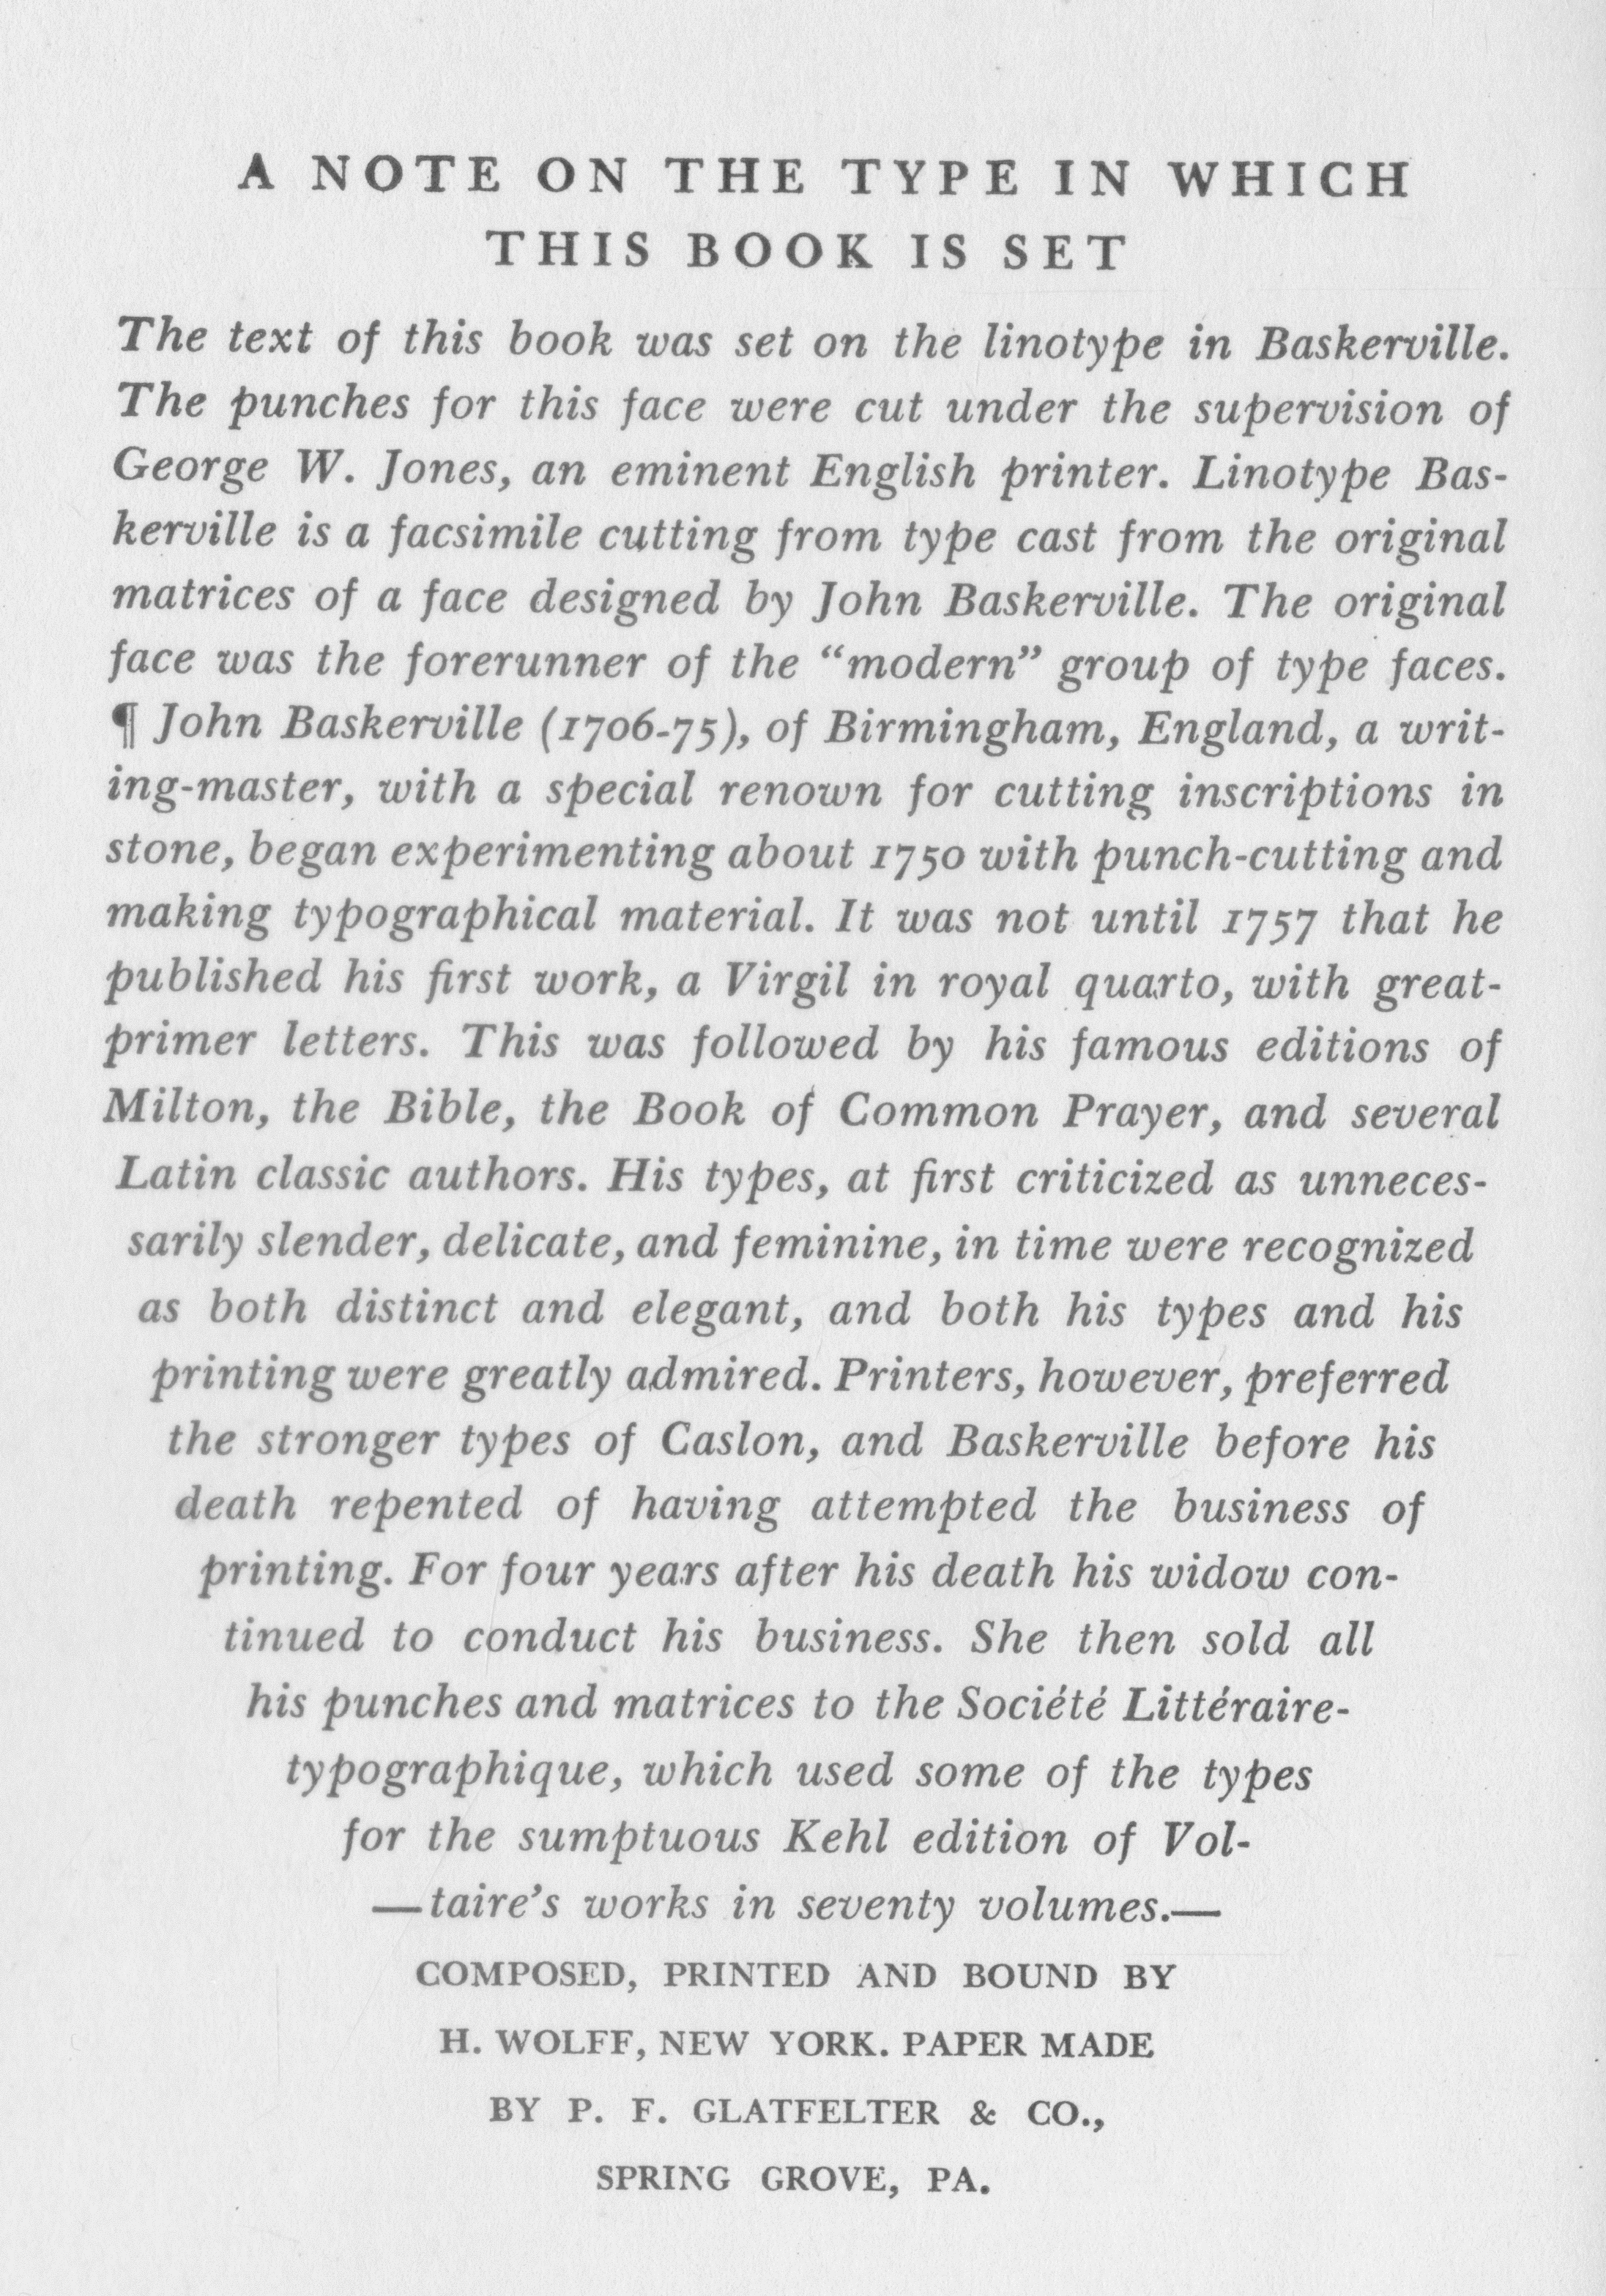 A NOTE ON THE TYPE IN WHICH
THIS BOOK IS SET
The text of this book was set on the linotype in Baskerville.
The punches for this face were cut under the supervision of
George W. Jones, an eminent English printer. Linotype Bas-
kerville is a facsimile cutting from type cast from the original
matrices of a face designed by John Baskerville. The original
face was the forerunner of the “modern” group of type faces.
¶ John Baskerville (1706-75), of Birmingham, England, a writ-
ing-master, with a special renown for cutting inscriptions in
stone, began experimenting about 1750 with punch-cutting and
making typographical material. It was not until 1757 that he
published his first work, a Virgil in royal quarto, with great-
primer letters. This was followed by his famous editions of
Milton, the Bible, the Book of Common Prayer, and several
Latin classic authors. His types, at first criticized as unneces-
sarily slender, delicate, and feminine, in time were recognized
as both distinct and elegant, and both his types and his
printing were greatly admired. Printers, however, preferred
the stronger types of Caslon, and Baskerville before his
death repented of having attempted the business of
printing. For four years after his death his widow con-
tinued to conduct his business. She then sold all
his punches and matrices to the Société Littéraire-
typographique, which used some of the types
for the sumptuous Kehl edition of Vol-
—taire’s works in seventy volumes.—
COMPOSED, PRINTED AND BOUND BY
H. WOLFF, NEW YORK. PAPER MADE
BY P. F. GLATFELTER & CO.,
SPRING GROVE, PA.